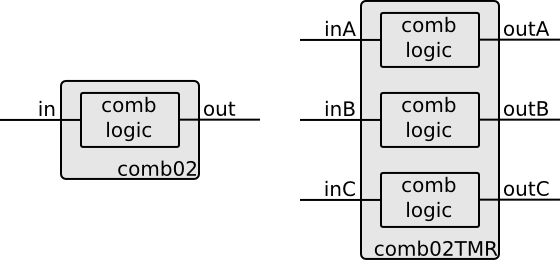 in
comb
logic
out
comb02
inA
comb
logic
outA
inB
comb
logic
outB
inC
comb
logic
outC
comb02TMR